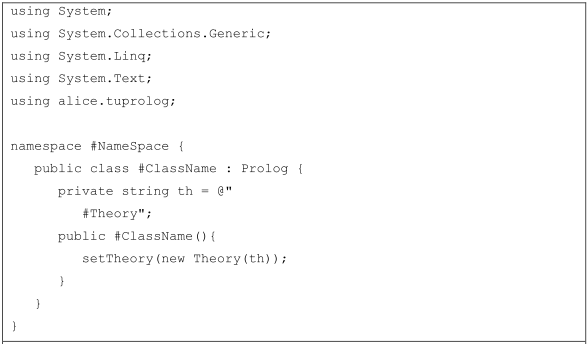 using System;
using System.Collections.Generic;
using System.Linq;
using System.Text;
using alice.tuprolog;
namespace #NameSpace {
public class #ClassName : Prolog {
private string th = @"
#Theory";
public #ClassName(){
setTheory(new Theory(th));
}
}
}